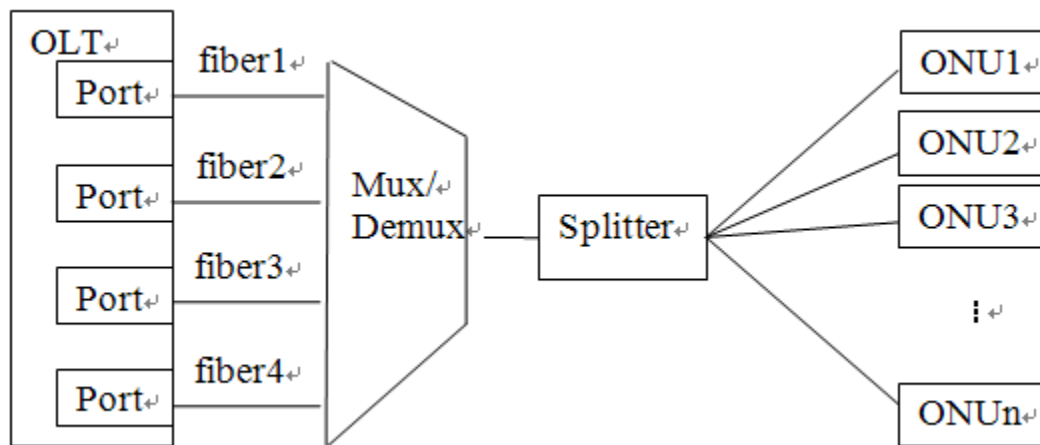 OLT↵
fiber1↵
Port↵
fiber2↵
Port↵
fiber3↵
Port↵
fiber4↵
Port↵
Mux/↵
Demux↵
Splitter↵
ONU1↵
ONU2↵
ONU3↵
⁞ ↵
ONUn↵